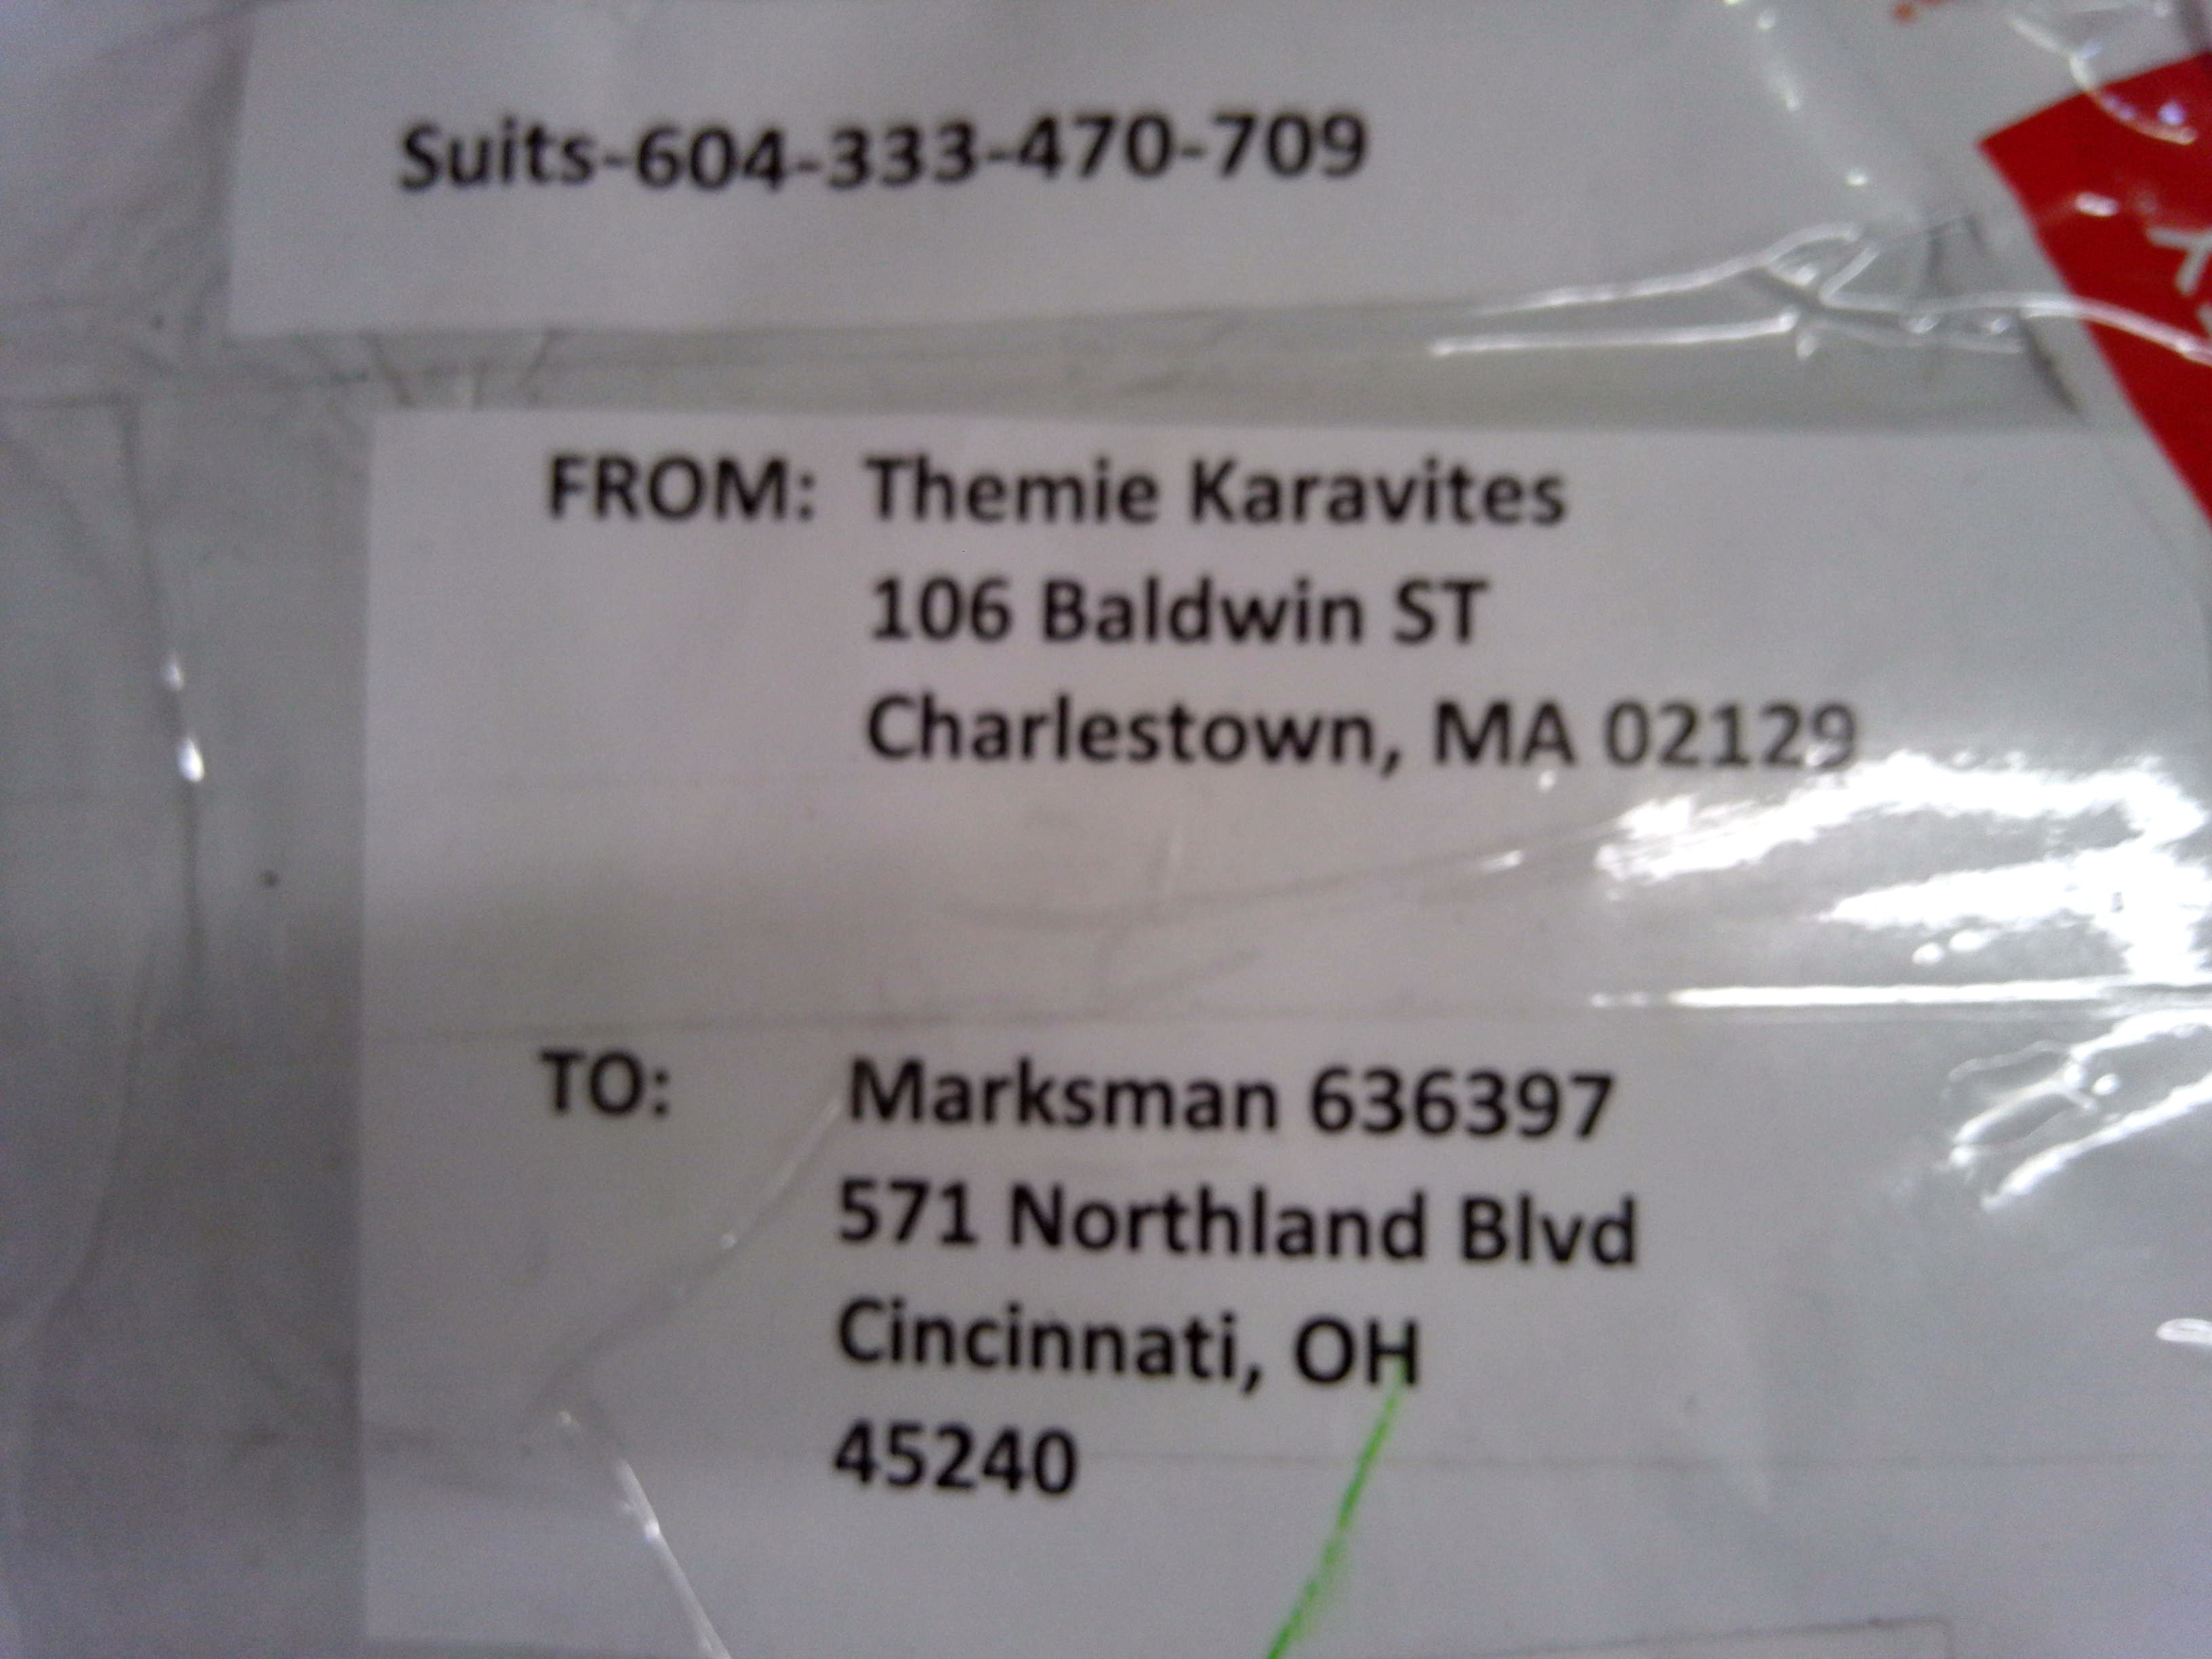 Suits-604-333-470-709
FROM: Themie Karavites
106 Baldwin ST
Charlestown, MA 02129
TO: Marksman 636397
571 Northland Blvd
Cincinnati, OH
45240